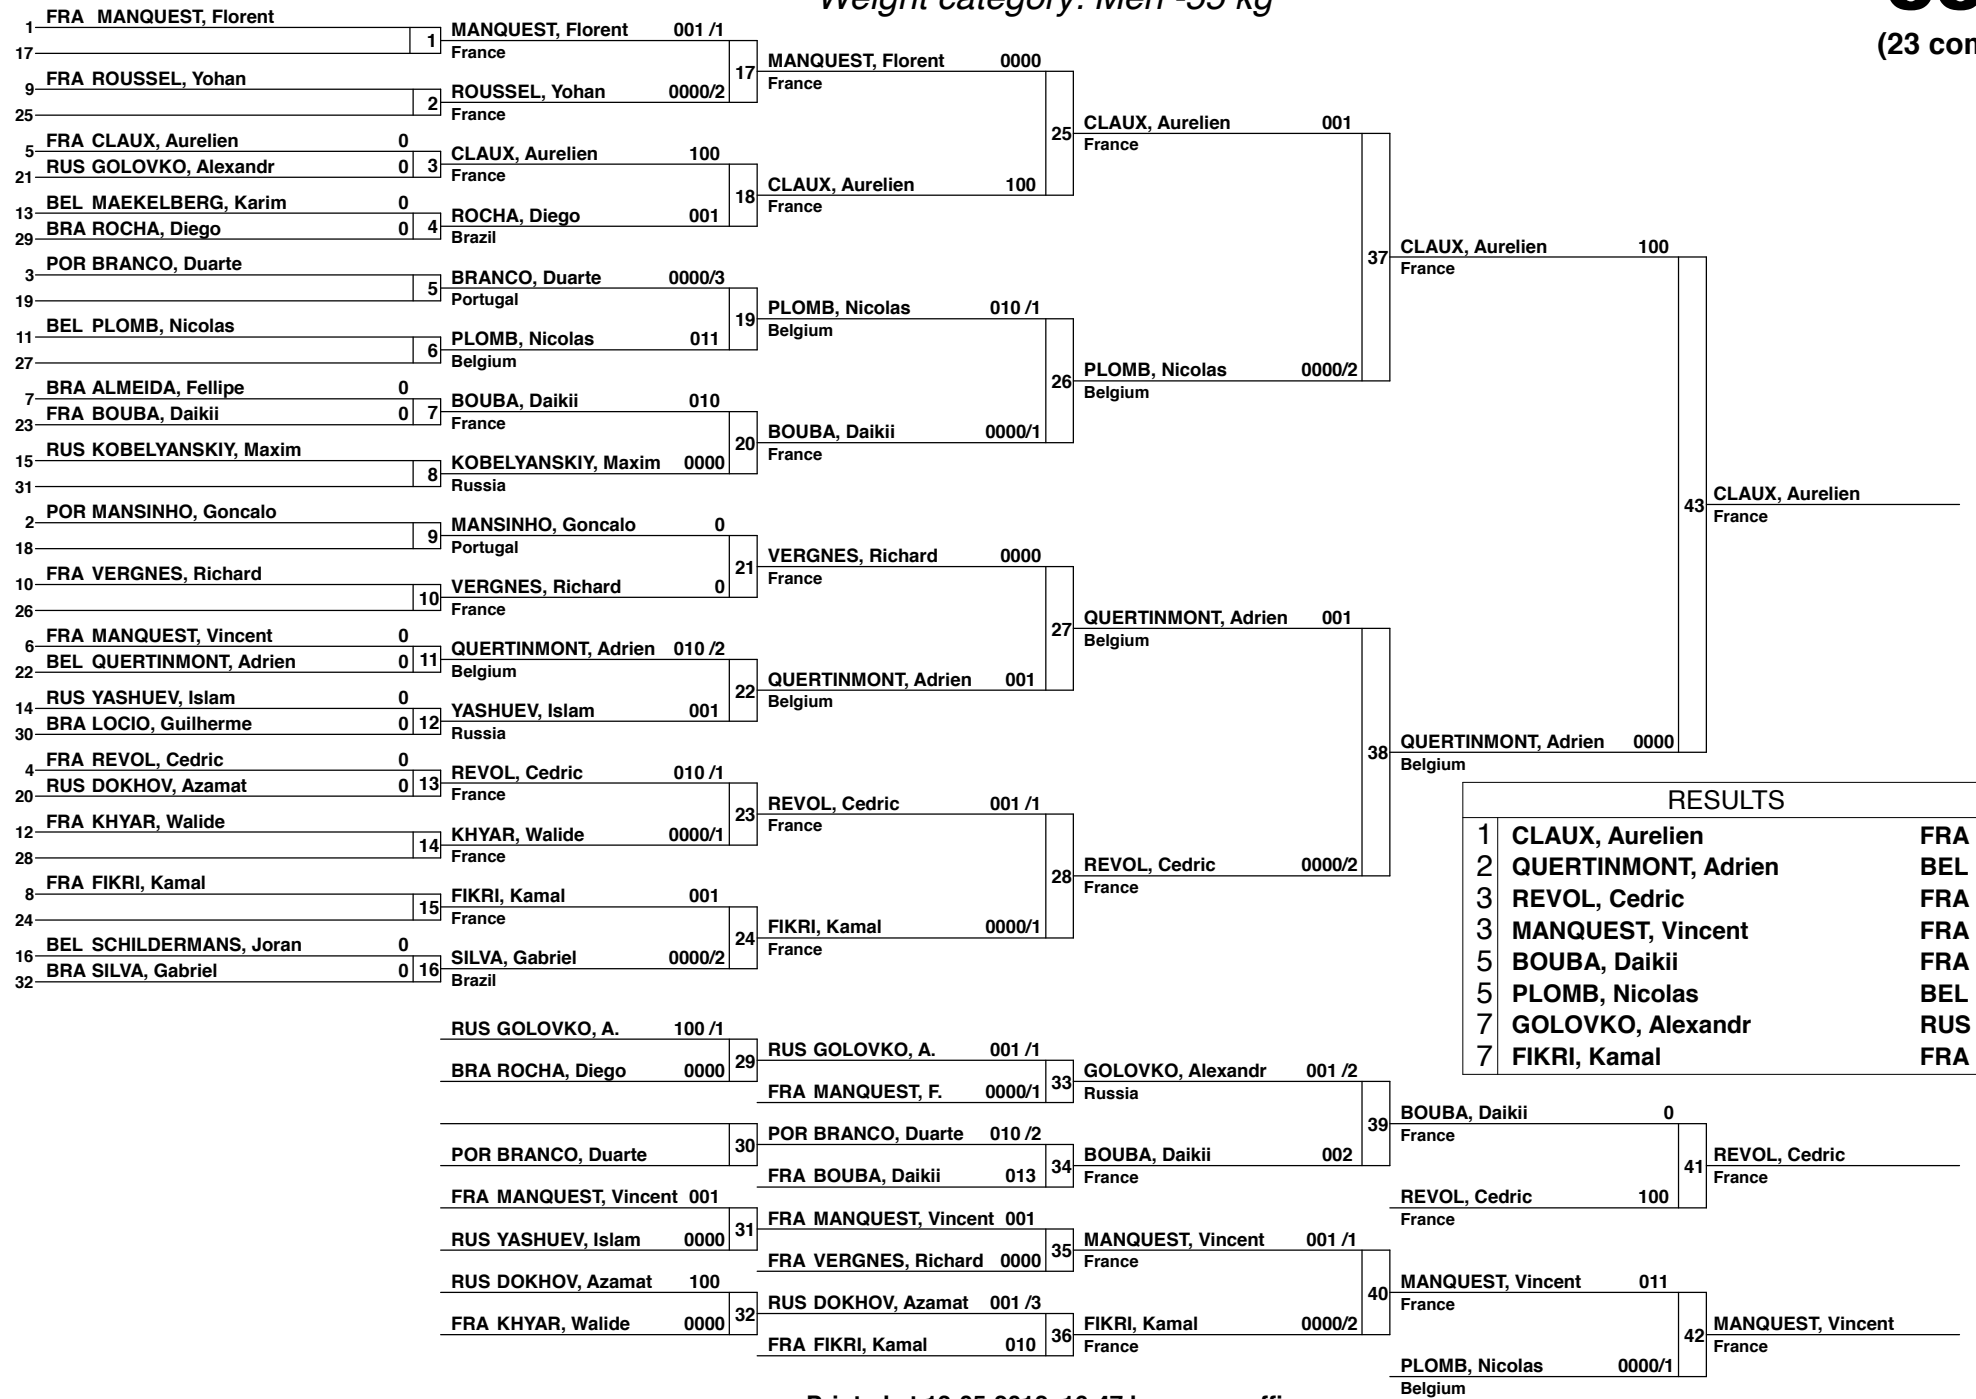 Weight category: Men -55 kg
(23 con
1 FRA MANQUEST, Florent
17
1
9 FRA ROUSSEL, Yohan
25
2
5 FRA CLAUX, Aurelien 0
21 RUS GOLOVKO, Alexandr 0
3
13 BEL MAEKELBERG, Karim 0
29 BRA ROCHA, Diego 0
4
3 POR BRANCO, Duarte
19
5
11 BEL PLOMB, Nicolas
27
6
7 BRA ALMEIDA, Fellipe 0
23 FRA BOUBA, Daikii 0
7
15 RUS KOBELYANSKIY, Maxim
31
8
2 POR MANSINHO, Goncalo
18
9
10 FRA VERGNES, Richard
26
10
6 FRA MANQUEST, Vincent 0
22 BEL QUERTINMONT, Adrien 0
11
14 RUS YASHUEV, Islam 0
30 BRA LOCIO, Guilherme 0
12
4 FRA REVOL, Cedric 0
20 RUS DOKHOV, Azamat 0
13
12 FRA KHYAR, Walide
28
14
8 FRA FIKRI, Kamal
24
15
16 BEL SCHILDERMANS, Joran 0
32 BRA SILVA, Gabriel 0
16
MANQUEST, Florent 001 /1
France
17
ROUSSEL, Yohan 0000/2
France
CLAUX, Aurelien 100
France
18
ROCHA, Diego 001
Brazil
BRANCO, Duarte 0000/3
Portugal
19
PLOMB, Nicolas 011
Belgium
BOUBA, Daikii 010
France
20
KOBELYANSKIY, Maxim 0000
Russia
MANSINHO, Goncalo 0
Portugal
21
VERGNES, Richard 0
France
QUERTINMONT, Adrien 010 /2
Belgium
22
YASHUEV, Islam 001
Russia
REVOL, Cedric 010 /1
France
23
KHYAR, Walide 0000/1
France
FIKRI, Kamal 001
France
24
SILVA, Gabriel 0000/2
Brazil
MANQUEST, Florent 0000
France
25
CLAUX, Aurelien 100
France
PLOMB, Nicolas 010 /1
Belgium
26
BOUBA, Daikii 0000/1
France
VERGNES, Richard 0000
France
27
QUERTINMONT, Adrien 001
Belgium
REVOL, Cedric 001 /1
France
28
FIKRI, Kamal 0000/1
France
CLAUX, Aurelien 001
France
37
PLOMB, Nicolas 0000/2
Belgium
QUERTINMONT, Adrien 001
Belgium
38
REVOL, Cedric 0000/2
France
CLAUX, Aurelien 100
France
43
QUERTINMONT, Adrien 0000
Belgium
CLAUX, Aurelien
France
RESULTS
1 CLAUX, Aurelien FRA
2 QUERTINMONT, Adrien BEL
3 REVOL, Cedric FRA
3 MANQUEST, Vincent FRA
5 BOUBA, Daikii FRA
5 PLOMB, Nicolas BEL
7 GOLOVKO, Alexandr RUS
7 FIKRI, Kamal FRA
RUS GOLOVKO, A. 100 /1
29
BRA ROCHA, Diego 0000
30
POR BRANCO, Duarte
FRA MANQUEST, Vincent 001
31
RUS YASHUEV, Islam 0000
RUS DOKHOV, Azamat 100
32
FRA KHYAR, Walide 0000
RUS GOLOVKO, A. 001 /1
33
FRA MANQUEST, F. 0000/1
POR BRANCO, Duarte 010 /2
34
FRA BOUBA, Daikii 013
FRA MANQUEST, Vincent 001
35
FRA VERGNES, Richard 0000
RUS DOKHOV, Azamat 001 /3
36
FRA FIKRI, Kamal 010
GOLOVKO, Alexandr 001 /2
Russia
39
BOUBA, Daikii 002
France
MANQUEST, Vincent 001 /1
France
40
FIKRI, Kamal 0000/2
France
BOUBA, Daikii 0
France
41
REVOL, Cedric 100
France
MANQUEST, Vincent 011
France
42
PLOMB, Nicolas 0000/1
Belgium
REVOL, Cedric
France
MANQUEST, Vincent
France